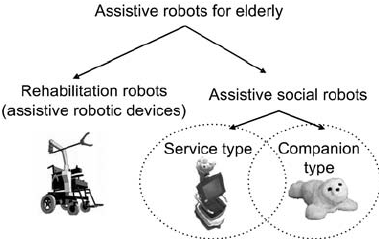 Assistive robots for elderly
Rehabilitation robots
(assistive robotic devices)
Assistive social robots
Service type
Companion
type